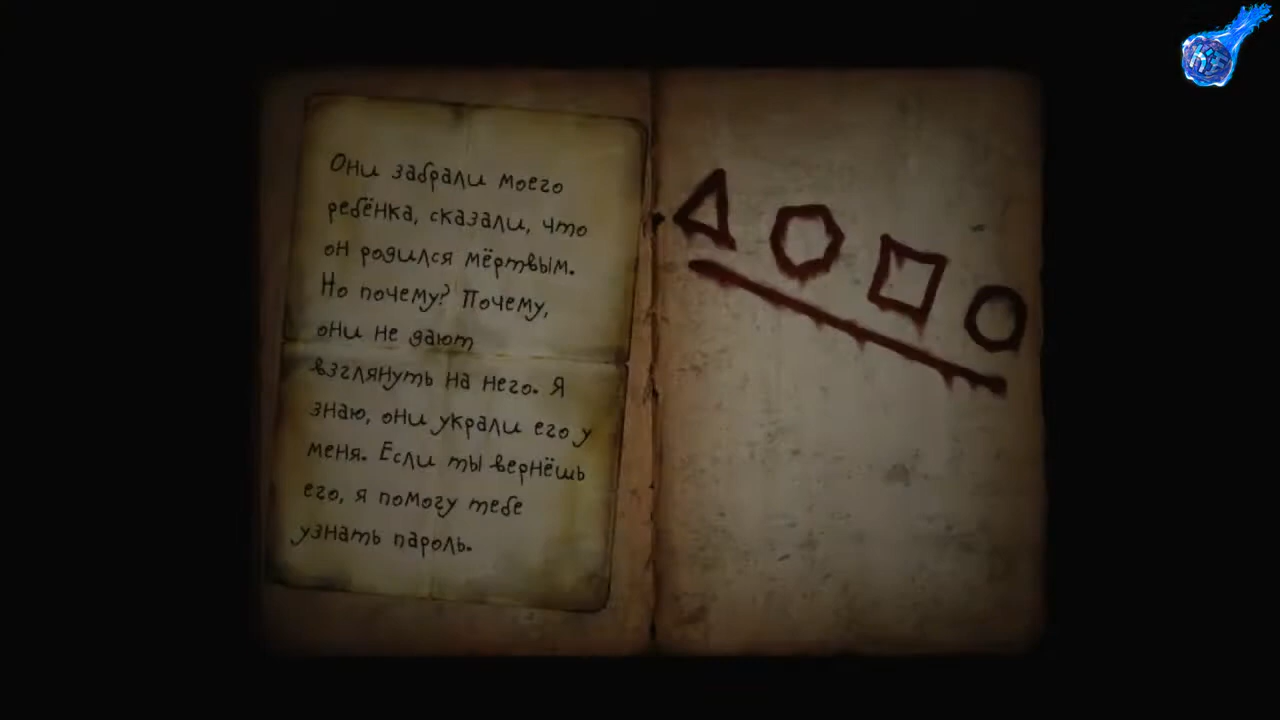 Они забрали моего
ребёнка, сказали, что
он родился мёртвым.
Но почему? Почему,
они не дают
взглянуть на него. Я
знаю, они украли его у
меня. Если ты вернёшь
его, я помогу тебе
узнать пароль.